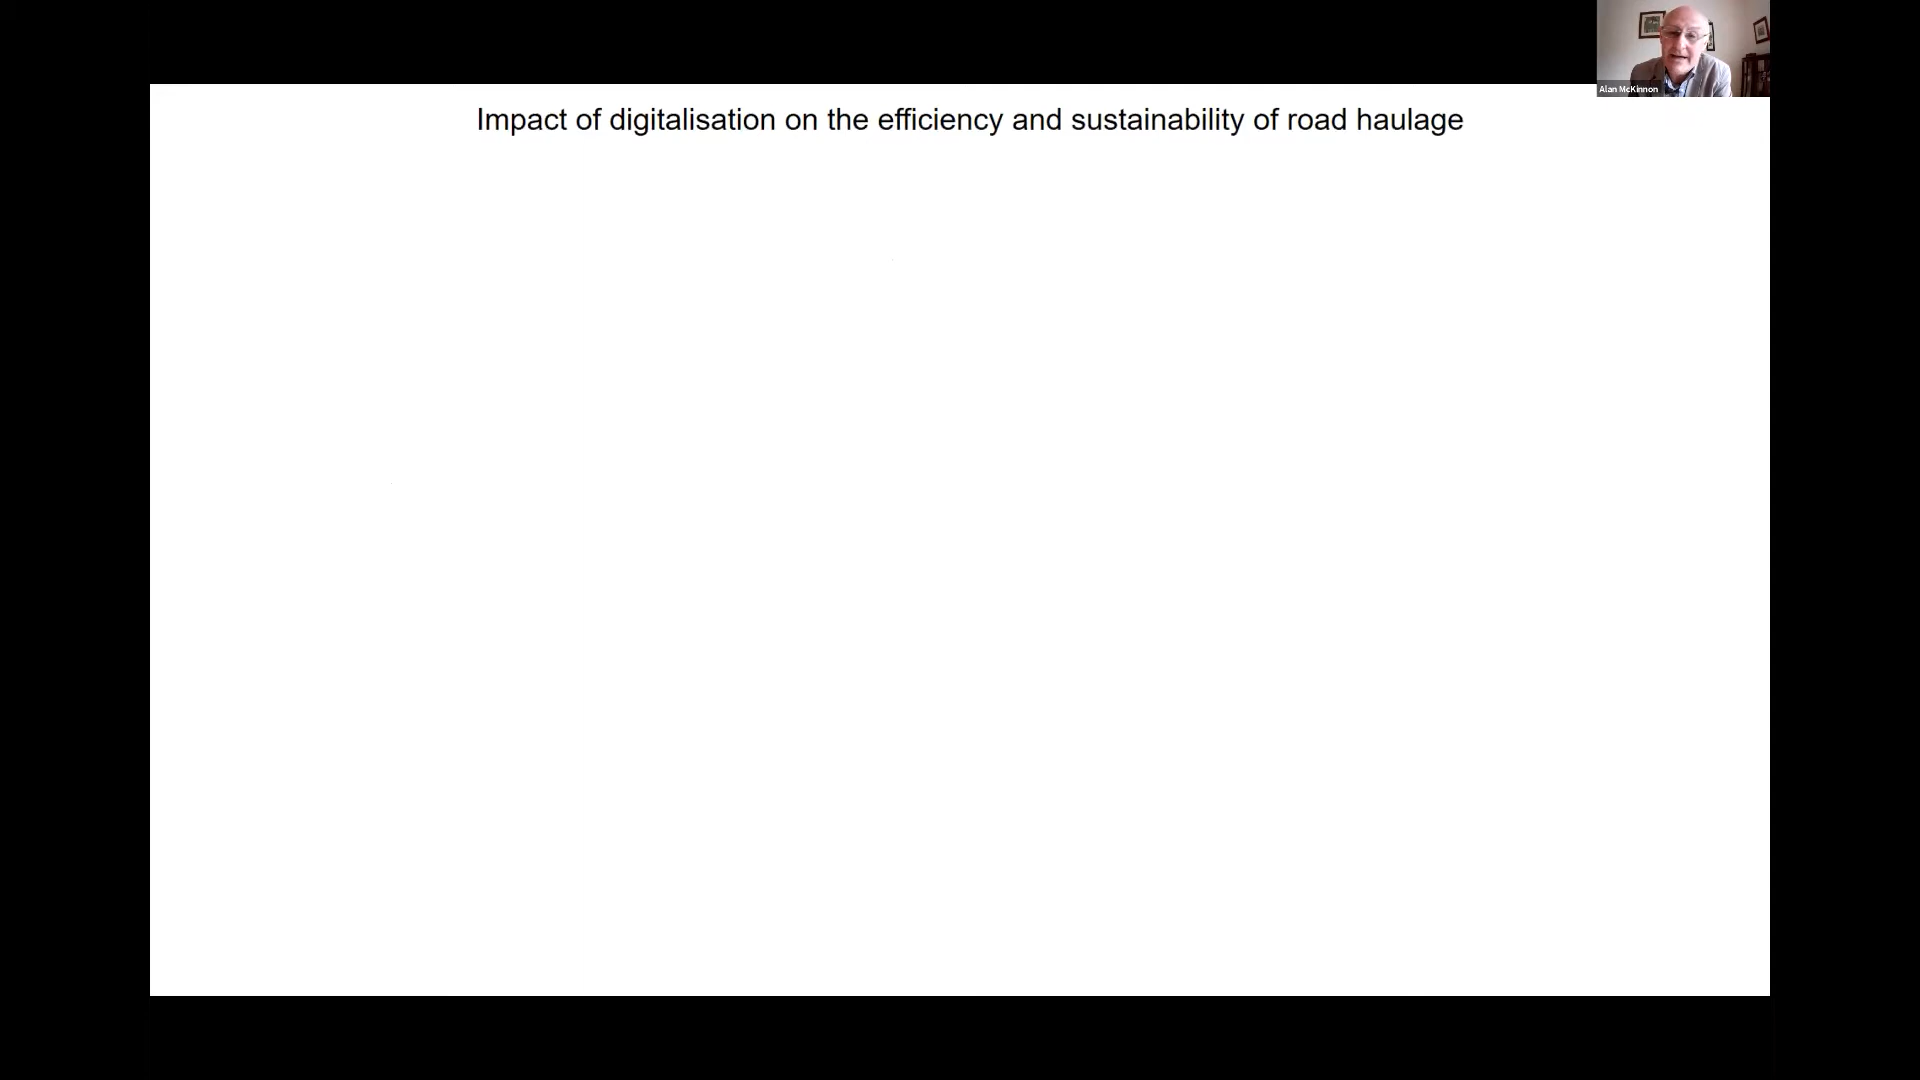 Alan McKinnon
Impact of digitalisation on the efficiency and sustainability of road haulage